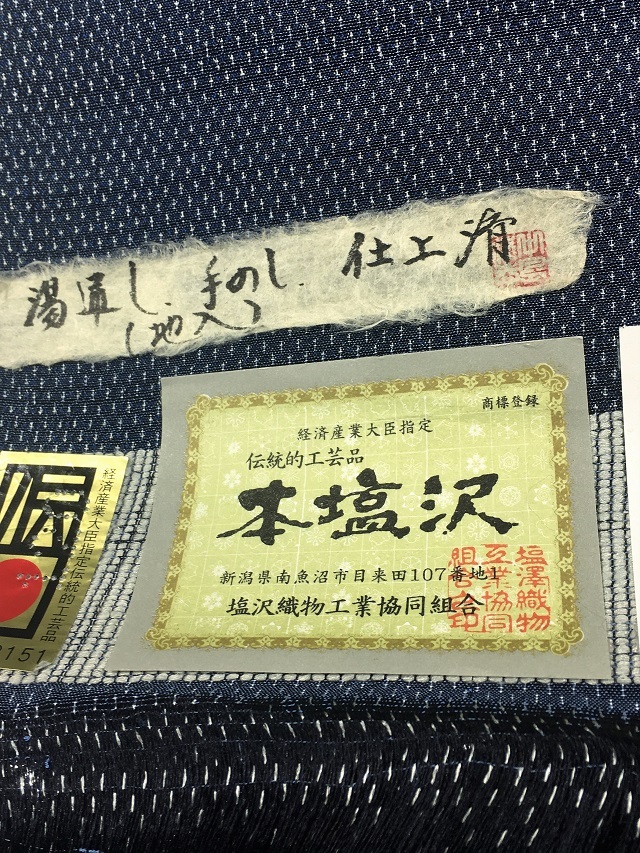 湯通し、手のし、仕上済
(地入)
商標登録
経済産業大臣指定
伝統的工芸品
本塩沢
新潟県南魚沼市目来田107番地1
塩沢織物工業協同組合
塩澤織物
工業協同
組合之印
経済産業大臣指定伝統的工芸品
伝
151